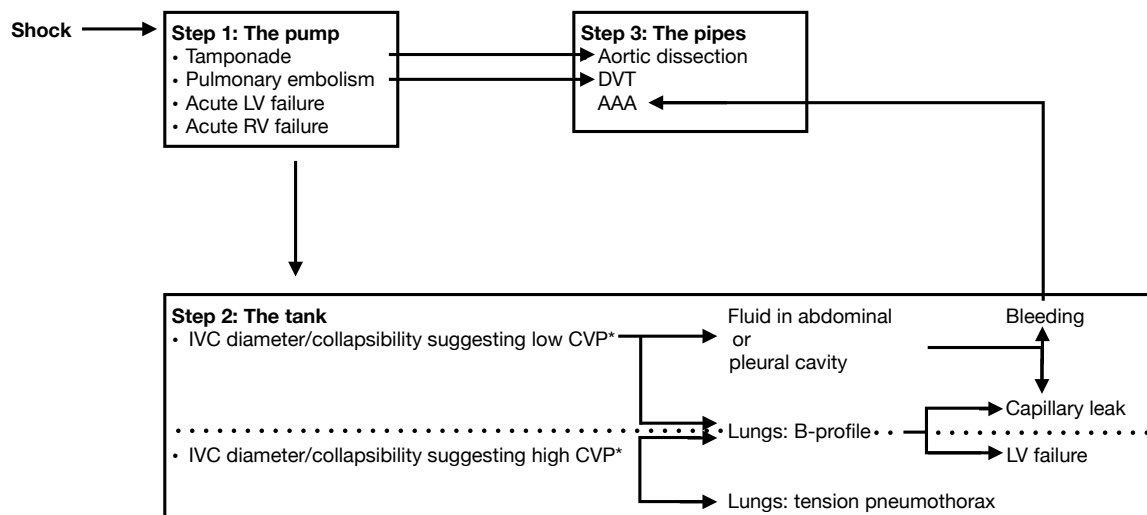 Shock
Step 1: The pump
• Tamponade
• Pulmonary embolism
• Acute LV failure
• Acute RV failure
Step 3: The pipes
Aortic dissection
DVT
AAA
Step 2: The tank
• IVC diameter/collapsibility suggesting low CVP*
Fluid in abdominal
or
pleural cavity
Bleeding
Capillary leak
Lungs: B-profile
• IVC diameter/collapsibility suggesting high CVP*
LV failure
Lungs: tension pneumothorax